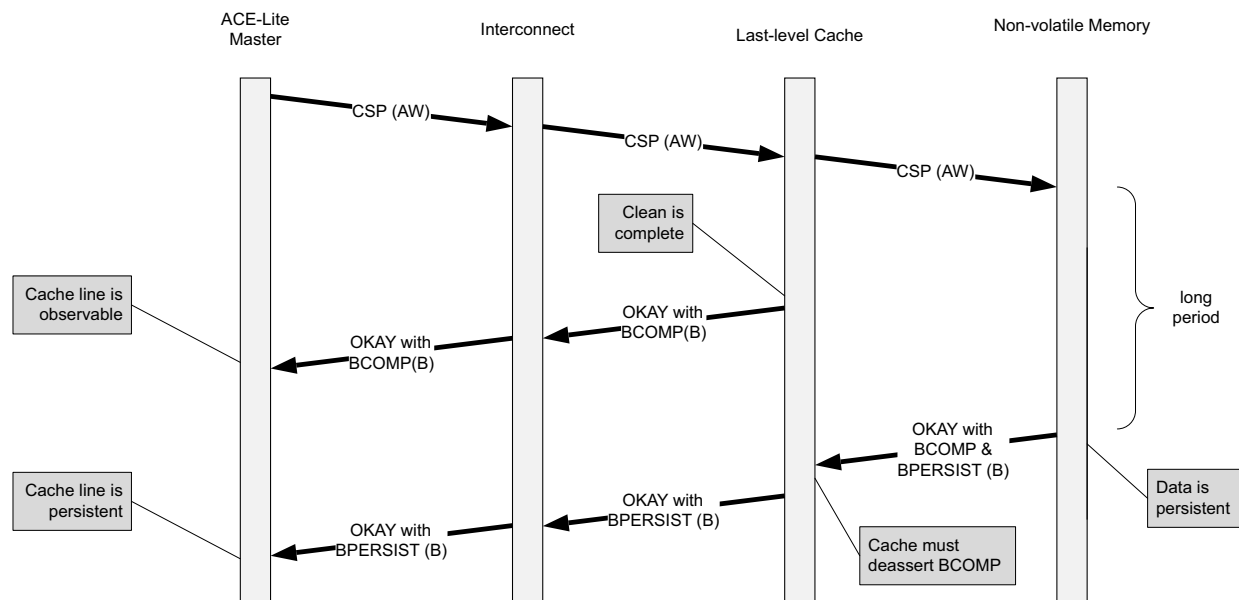 ACE-Lite
Master
Interconnect
Last-level Cache
Non-volatile Memory
CSP (AW)
CSP (AW)
CSP (AW)
Clean is
complete
Cache line is
observable
OKAY with
BCOMP(B)
OKAY with
BCOMP(B)
long
period
OKAY with
BCOMP &
BPERSIST (B)
Cache line is
persistent
OKAY with
BPERSIST (B)
OKAY with
BPERSIST (B)
Data is
persistent
Cache must
deassert BCOMP